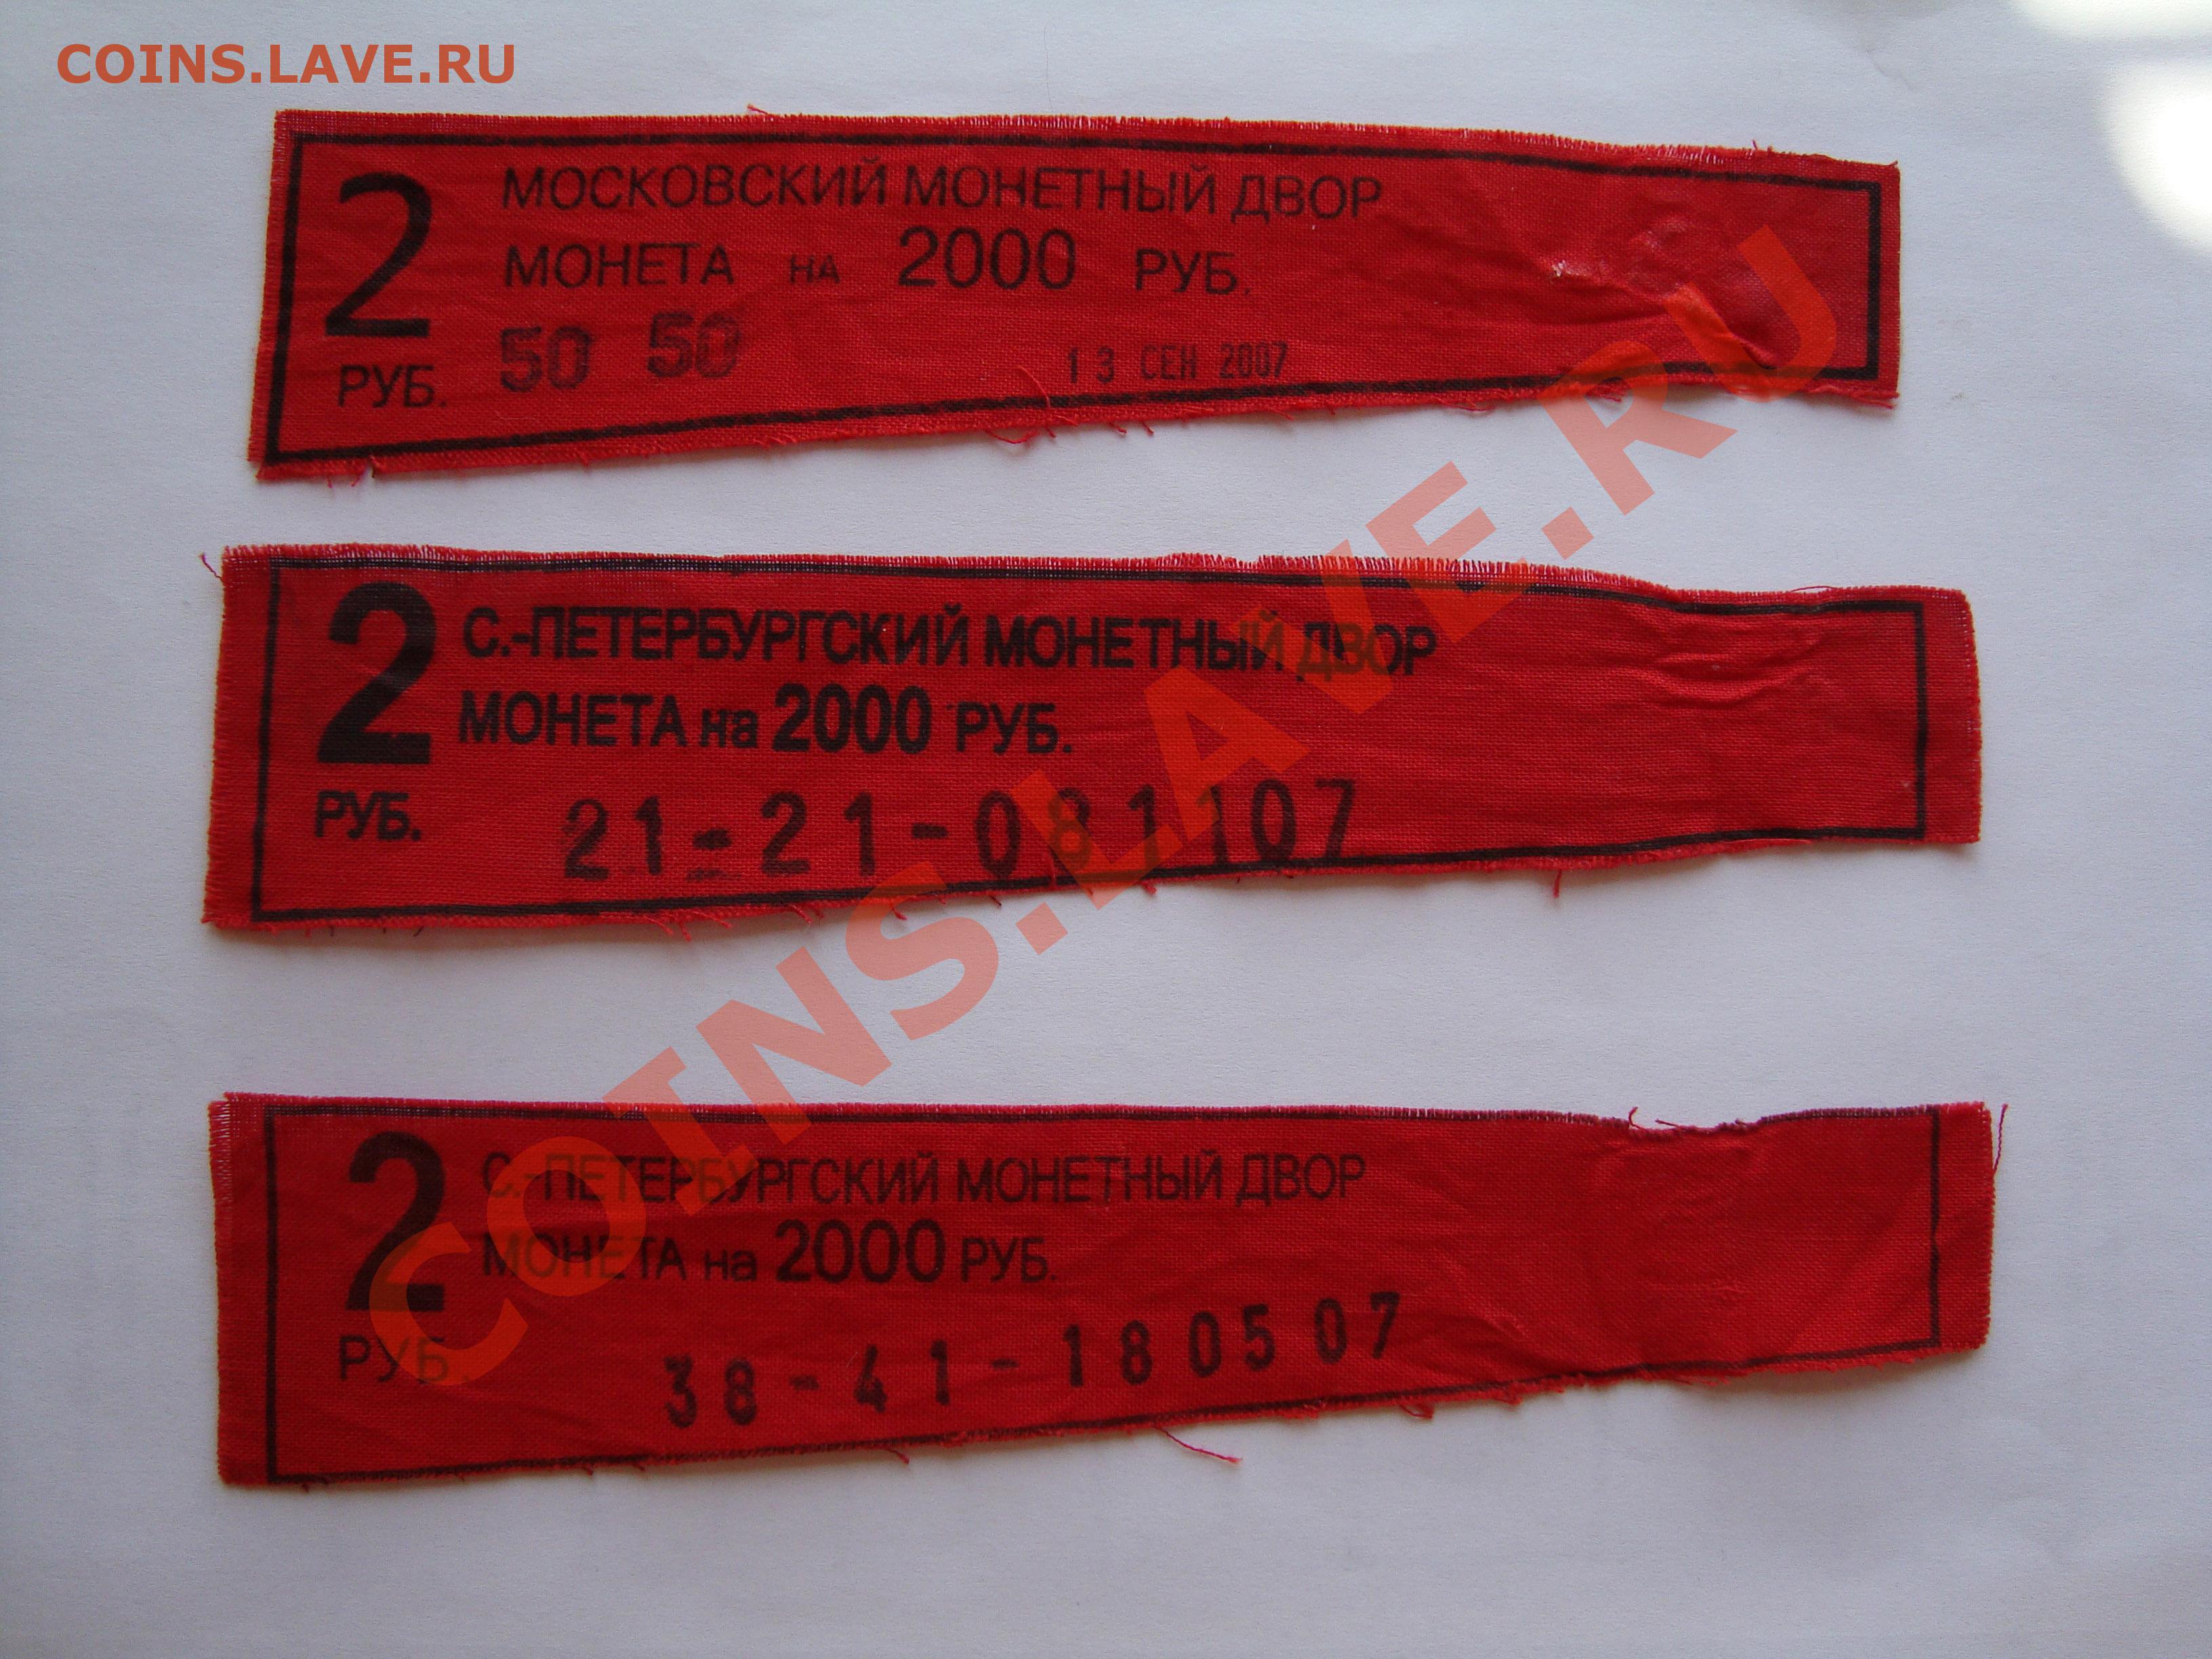 COINS.LAVE.RU
2
РУБ.
МОСКОВСКИЙ МОНЕТНЫЙ ДВОР
МОНЕТА НА 2000 РУБ.
50 50 13 СЕН 2007
2
РУБ.
С.-ПЕТЕРБУРГСКИЙ МОНЕТНЫЙ ДВОР
МОНЕТА на 2000 РУБ.
21-21-081107
2
РУБ.
С.-ПЕТЕРБУРГСКИЙ МОНЕТНЫЙ ДВОР
МОНЕТА на 2000 РУБ.
38-41-180507
COINS.LAVE.RU